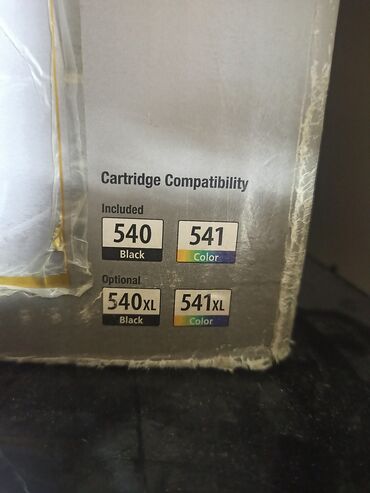 Cartridge Compatibility
Included
540 541
Black Color
Optional
540XL 541XL
Black Color